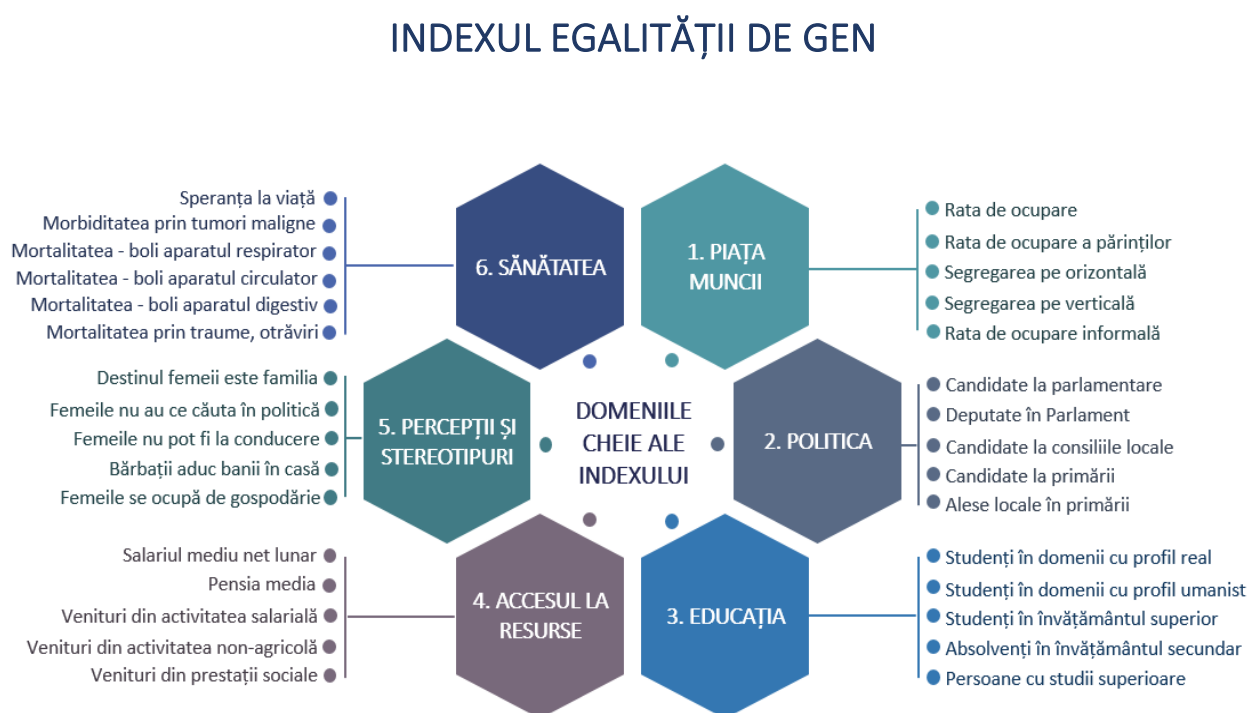 INDEXUL EGALITĂȚII DE GEN
Speranța la viață
Morbiditatea prin tumori maligne
Mortalitatea - boli aparatul respirator
Mortalitatea - boli aparatul circulator
Mortalitatea - boli aparatul digestiv
Mortalitatea prin traume, otrăviri
6. SĂNĂTATEA
1. PIAȚA
MUNCII
Rata de ocupare
Rata de ocupare a părinților
Segregarea pe orizontală
Segregarea pe verticală
Rata de ocupare informală
Destinul femeii este familia
Femeile nu au ce căuta în politică
Femeile nu pot fi la conducere
Bărbații aduc banii în casă
Femeile se ocupă de gospodărie
5. PERCEPȚII ȘI
STEREOTIPURI
DOMENIILE
CHEIE ALE
INDEXULUI
2. POLITICA
Candidate la parlamentare
Deputate în Parlament
Candidate la consiliile locale
Candidate la primării
Alese locale în primării
Salariul mediu net lunar
Pensia media
Venituri din activitatea salarială
Venituri din activitatea non-agricolă
Venituri din prestații sociale
4. ACCESUL LA
RESURSE
3. EDUCAȚIA
Studenți în domenii cu profil real
Studenți în domenii cu profil umanist
Studenți în învățământul superior
Absolvenți în învățământul secundar
Persoane cu studii superioare